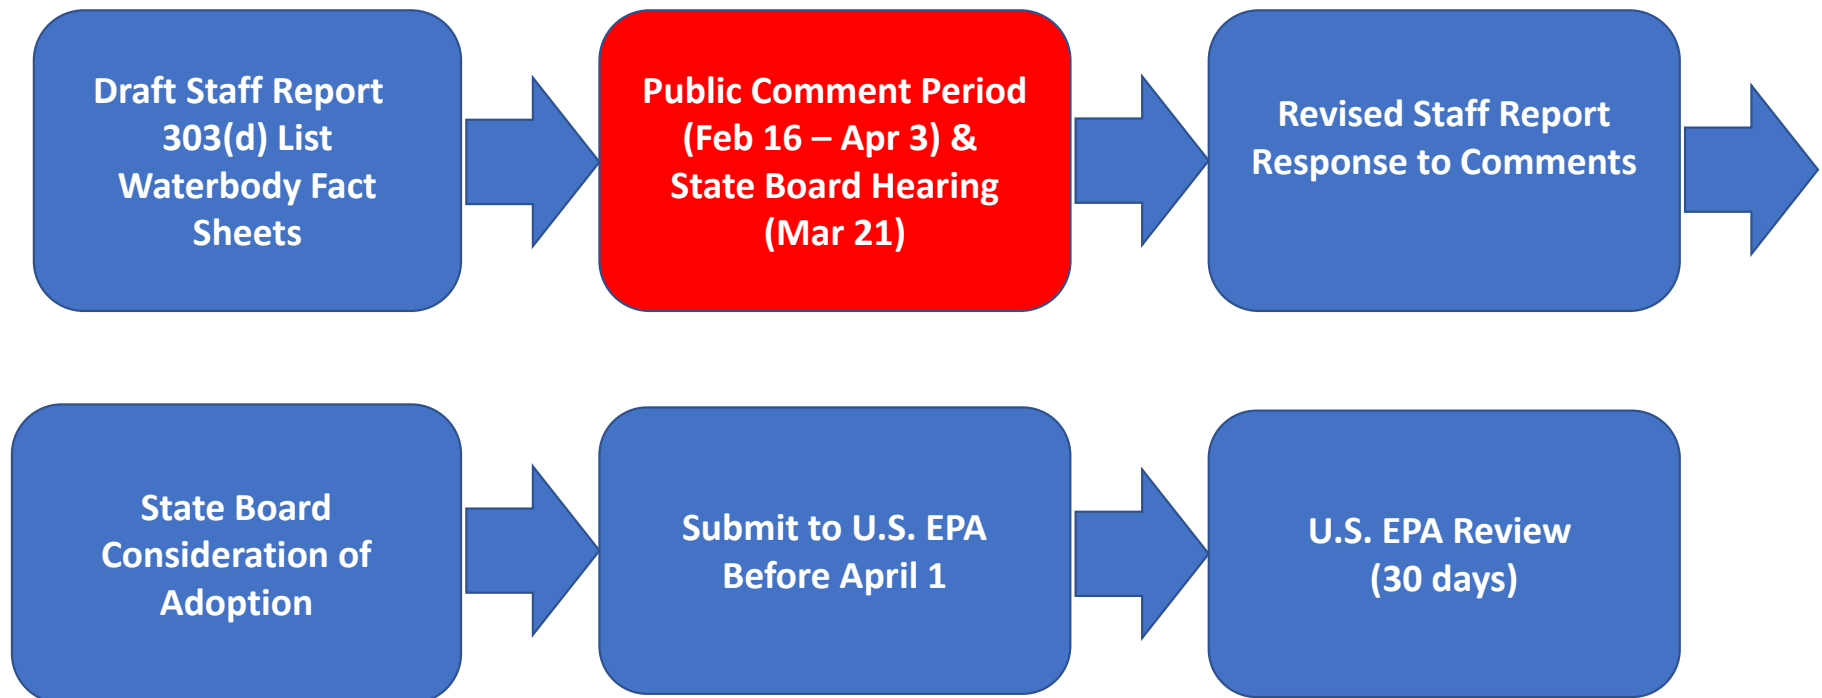 Draft Staff Report
303(d) List
Waterbody Fact
Sheets
Public Comment Period
(Feb 16 – Apr 3) &
State Board Hearing
(Mar 21)
Revised Staff Report
Response to Comments
State Board
Consideration of
Adoption
Submit to U.S. EPA
Before April 1
U.S. EPA Review
(30 days)